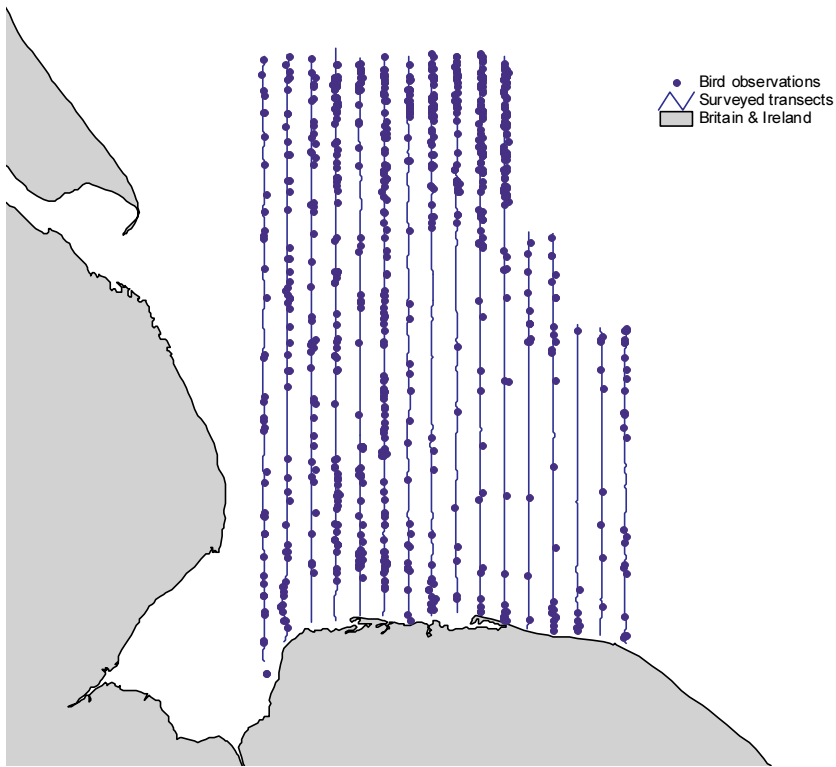 Bird observations
Surveyed transects
Britain & Ireland